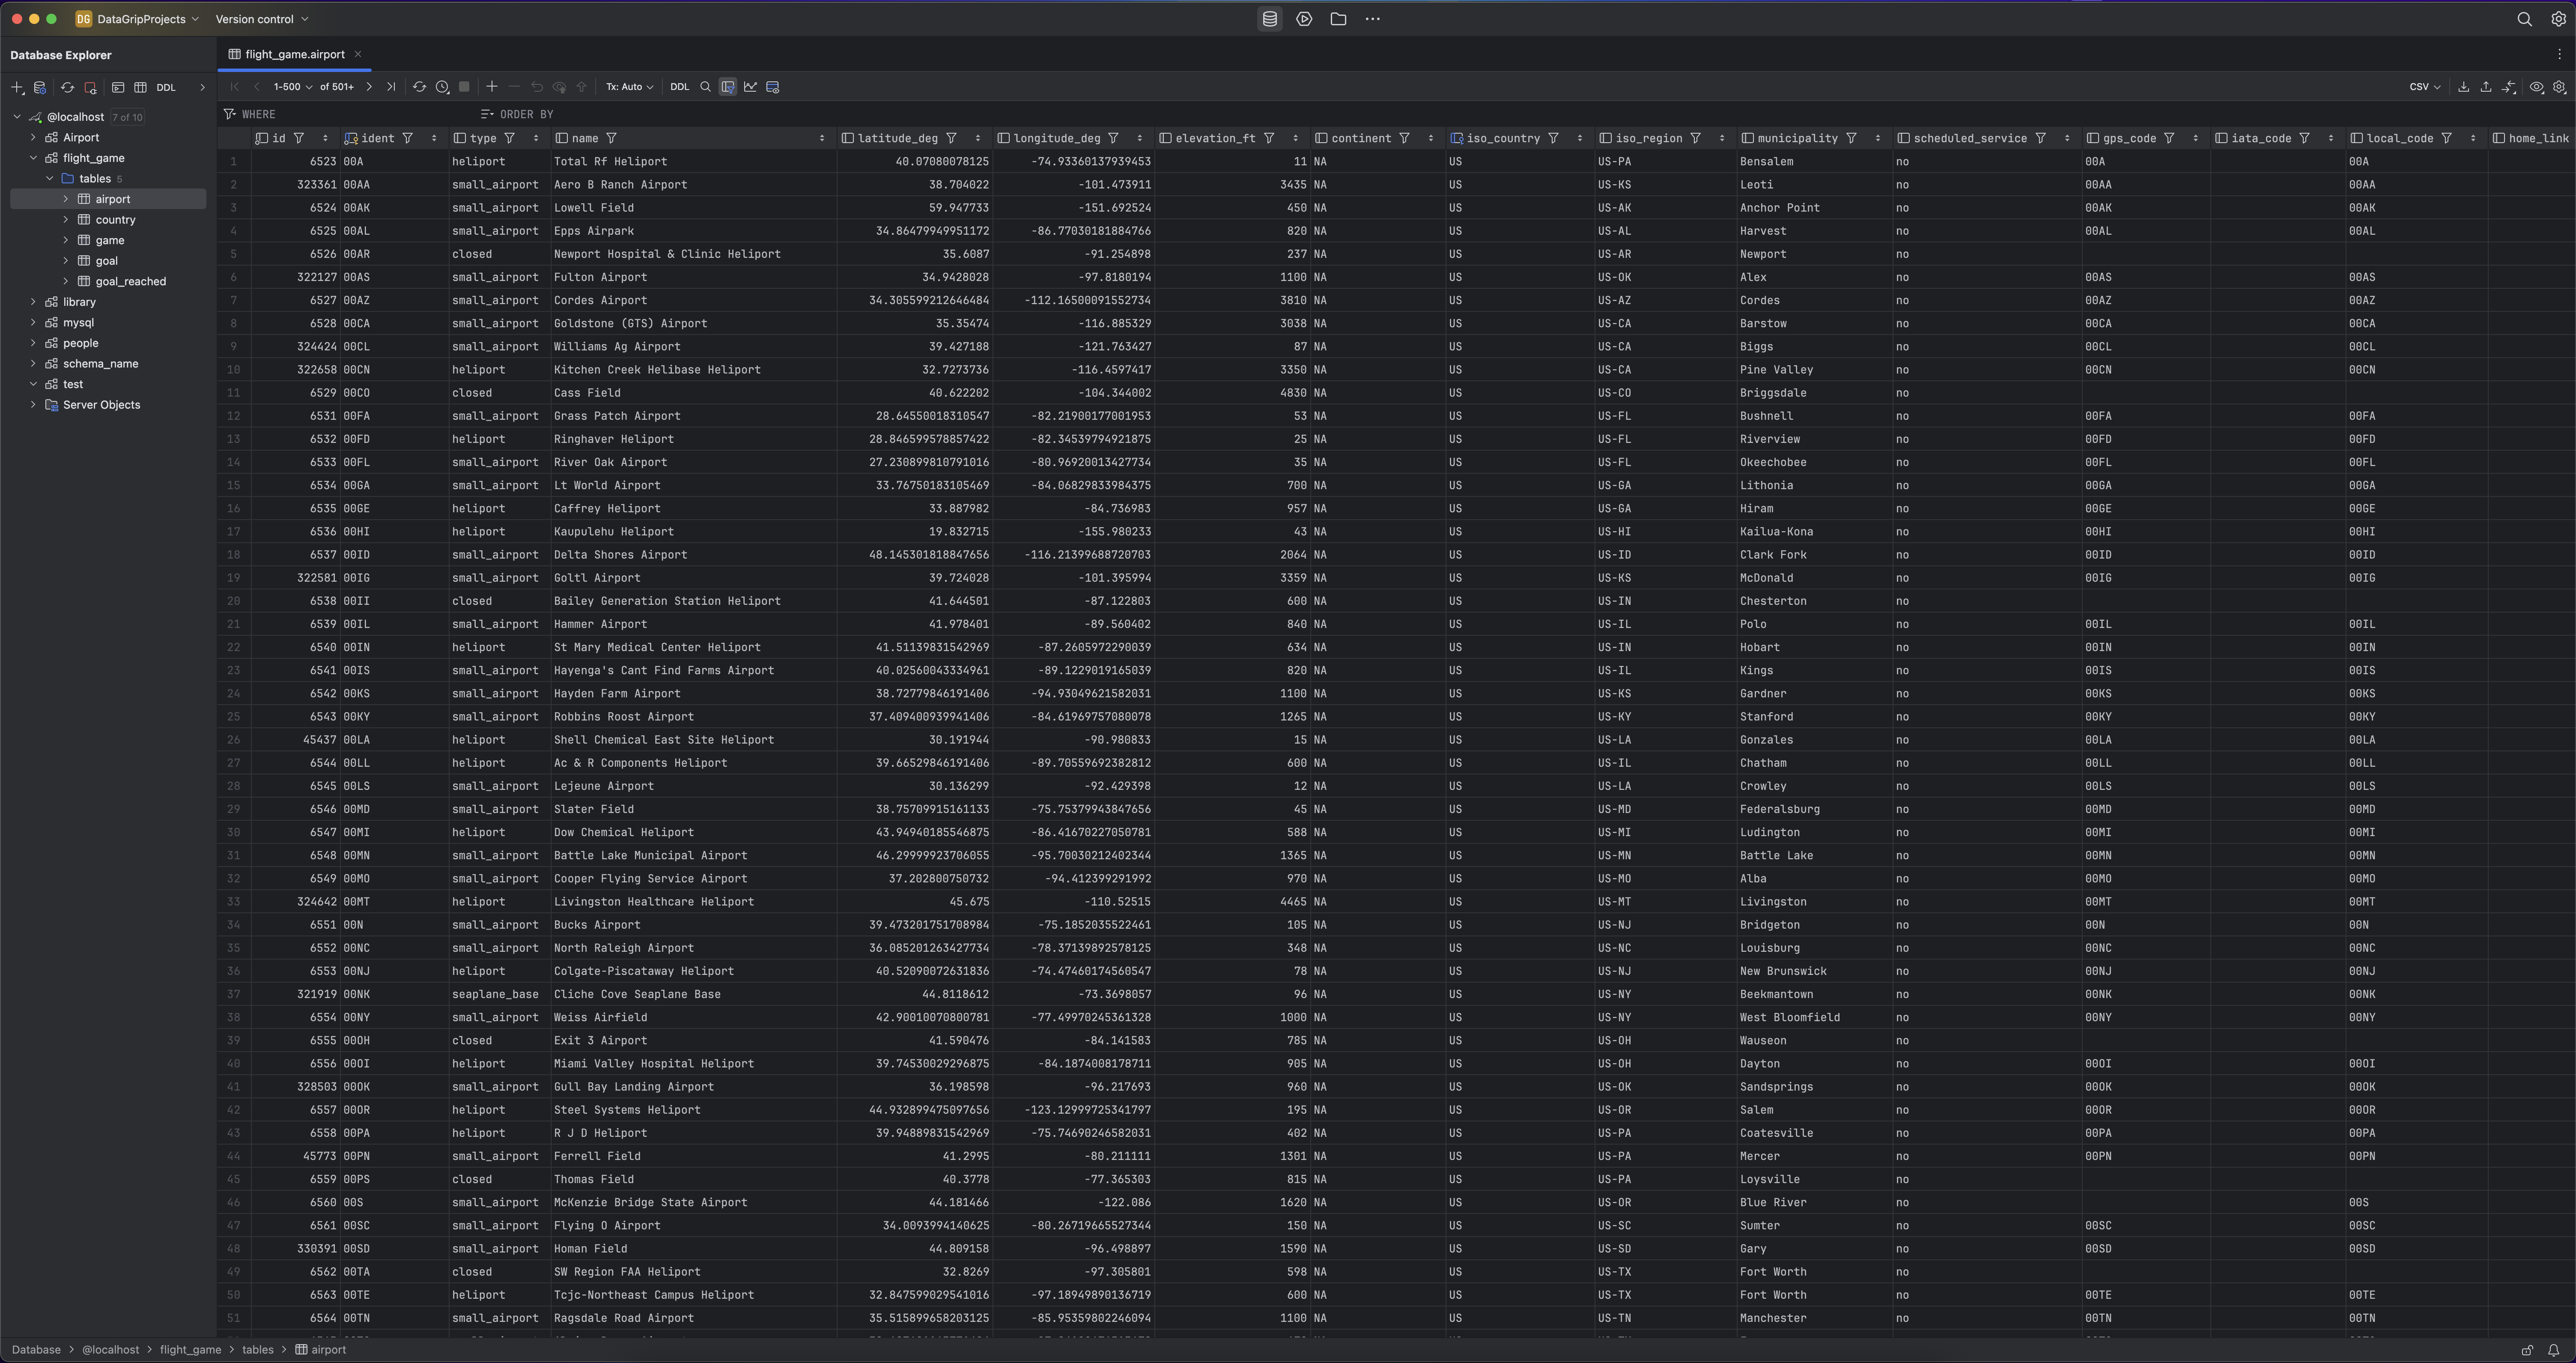 DG DataGripProjects Version control
Database Explorer
flight_game.airport
DDL
1-500 of 501+ Tx: Auto DDL CSV
WHERE ORDER BY
@localhost 7 of 10
Airport
flight_game
tables 5
airport
country
game
goal
goal_reached
library
mysql
people
schema_name
test
Server Objects
id ident type name latitude_deg longitude_deg elevation_ft continent iso_country iso_region municipality scheduled_service gps_code iata_code local_code home_link
1 6523 00A heliport Total Rf Heliport 40.07080078125 -74.93360137939453 11 NA US US-PA Bensalem no 00A 00A
2 323361 00AA small_airport Aero B Ranch Airport 38.704022 -101.473911 3435 NA US US-KS Leoti no 00AA 00AA
3 6524 00AK small_airport Lowell Field 59.947733 -151.692524 450 NA US US-AK Anchor Point no 00AK 00AK
4 6525 00AL small_airport Epps Airpark 34.86479949951172 -86.77030181884766 820 NA US US-AL Harvest no 00AL 00AL
5 6526 00AR closed Newport Hospital & Clinic Heliport 35.6087 -91.254898 237 NA US US-AR Newport no
6 322127 00AS small_airport Fulton Airport 34.9428028 -97.8180194 1100 NA US US-OK Alex no 00AS 00AS
7 6527 00AZ small_airport Cordes Airport 34.305599212646484 -112.16500091552734 3810 NA US US-AZ Cordes no 00AZ 00AZ
8 6528 00CA small_airport Goldstone (GTS) Airport 35.35474 -116.885329 3038 NA US US-CA Barstow no 00CA 00CA
9 324424 00CL small_airport Williams Ag Airport 39.427188 -121.763427 87 NA US US-CA Biggs no 00CL 00CL
10 322658 00CN heliport Kitchen Creek Helibase Heliport 32.7273736 -116.4597417 3350 NA US US-CA Pine Valley no 00CN 00CN
11 6529 00CO closed Cass Field 40.622202 -104.344002 4830 NA US US-CO Briggsdale no
12 6531 00FA small_airport Grass Patch Airport 28.64550018310547 -82.21900177001953 53 NA US US-FL Bushnell no 00FA 00FA
13 6532 00FD heliport Ringhaver Heliport 28.846599578857422 -82.34539794921875 25 NA US US-FL Riverview no 00FD 00FD
14 6533 00FL small_airport River Oak Airport 27.230899810791016 -80.96920013427734 35 NA US US-FL Okeechobee no 00FL 00FL
15 6534 00GA small_airport Lt World Airport 33.76750183105469 -84.06829833984375 700 NA US US-GA Lithonia no 00GA 00GA
16 6535 00GE heliport Caffrey Heliport 33.887982 -84.736983 957 NA US US-GA Hiram no 00GE 00GE
17 6536 00HI heliport Kaupulehu Heliport 19.832715 -155.980233 43 NA US US-HI Kailua-Kona no 00HI 00HI
18 6537 00ID small_airport Delta Shores Airport 48.145301818847656 -116.21399688720703 2064 NA US US-ID Clark Fork no 00ID 00ID
19 322581 00IG small_airport Goltl Airport 39.724028 -101.395994 3359 NA US US-KS McDonald no 00IG 00IG
20 6538 00II closed Bailey Generation Station Heliport 41.644501 -87.122803 600 NA US US-IN Chesterton no
21 6539 00IL small_airport Hammer Airport 41.978401 -89.560402 840 NA US US-IL Polo no 00IL 00IL
22 6540 00IN heliport St Mary Medical Center Heliport 41.51139831542969 -87.2605972290039 634 NA US US-IN Hobart no 00IN 00IN
23 6541 00IS small_airport Hayenga's Cant Find Farms Airport 40.02560043334961 -89.1229019165039 820 NA US US-IL Kings no 00IS 00IS
24 6542 00KS small_airport Hayden Farm Airport 38.72779846191406 -94.93049621582031 1100 NA US US-KS Gardner no 00KS 00KS
25 6543 00KY small_airport Robbins Roost Airport 37.409400939941406 -84.61969757080078 1265 NA US US-KY Stanford no 00KY 00KY
26 45437 00LA heliport Shell Chemical East Site Heliport 30.191944 -90.980833 15 NA US US-LA Gonzales no 00LA 00LA
27 6544 00LL heliport Ac & R Components Heliport 39.66529846191406 -89.70559692382812 600 NA US US-IL Chatham no 00LL 00LL
28 6545 00LS small_airport Lejeune Airport 30.136299 -92.429398 12 NA US US-LA Crowley no 00LS 00LS
29 6546 00MD small_airport Slater Field 38.75709915161133 -75.75379943847656 45 NA US US-MD Federalsburg no 00MD 00MD
30 6547 00MI heliport Dow Chemical Heliport 43.94940185546875 -86.41670227050781 588 NA US US-MI Ludington no 00MI 00MI
31 6548 00MN small_airport Battle Lake Municipal Airport 46.29999923706055 -95.70030212402344 1365 NA US US-MN Battle Lake no 00MN 00MN
32 6549 00MO small_airport Cooper Flying Service Airport 37.202800750732 -94.412399291992 970 NA US US-MO Alba no 00MO 00MO
33 324642 00MT heliport Livingston Healthcare Heliport 45.675 -110.52515 4465 NA US US-MT Livingston no 00MT 00MT
34 6551 00N small_airport Bucks Airport 39.473201751708984 -75.1852035522461 105 NA US US-NJ Bridgeton no 00N 00N
35 6552 00NC small_airport North Raleigh Airport 36.085201263427734 -78.37139892578125 348 NA US US-NC Louisburg no 00NC 00NC
36 6553 00NJ heliport Colgate-Piscataway Heliport 40.52090072631836 -74.47460174560547 78 NA US US-NJ New Brunswick no 00NJ 00NJ
37 321919 00NK seaplane_base Cliche Cove Seaplane Base 44.8118612 -73.3698057 96 NA US US-NY Beekmantown no 00NK 00NK
38 6554 00NY small_airport Weiss Airfield 42.90010070800781 -77.49970245361328 1000 NA US US-NY West Bloomfield no 00NY 00NY
39 6555 00OH closed Exit 3 Airport 41.590476 -84.141583 785 NA US US-OH Wauseon no
40 6556 00OI heliport Miami Valley Hospital Heliport 39.74530029296875 -84.1874008178711 905 NA US US-OH Dayton no 00OI 00OI
41 328503 00OK small_airport Gull Bay Landing Airport 36.198598 -96.217693 960 NA US US-OK Sandsprings no 00OK 00OK
42 6557 00OR heliport Steel Systems Heliport 44.932899475097656 -123.12999725341797 195 NA US US-OR Salem no 00OR 00OR
43 6558 00PA heliport R J D Heliport 39.94889831542969 -75.74690246582031 402 NA US US-PA Coatesville no 00PA 00PA
44 45773 00PN small_airport Ferrell Field 41.2995 -80.211111 1301 NA US US-PA Mercer no 00PN 00PN
45 6559 00PS closed Thomas Field 40.3778 -77.365303 815 NA US US-PA Loysville no
46 6560 00S small_airport McKenzie Bridge State Airport 44.181466 -122.086 1620 NA US US-OR Blue River no 00S
47 6561 00SC small_airport Flying O Airport 34.0093994140625 -80.26719665527344 150 NA US US-SC Sumter no 00SC 00SC
48 330391 00SD small_airport Homan Field 44.809158 -96.498897 1590 NA US US-SD Gary no 00SD 00SD
49 6562 00TA closed SW Region FAA Heliport 32.8269 -97.305801 598 NA US US-TX Fort Worth no
50 6563 00TE heliport Tcjc-Northeast Campus Heliport 32.847599029541016 -97.18949890136719 600 NA US US-TX Fort Worth no 00TE 00TE
51 6564 00TN small_airport Ragsdale Road Airport 35.515899658203125 -85.95359802246094 1100 NA US US-TN Manchester no 00TN 00TN
Database > @localhost > flight_game > tables > airport